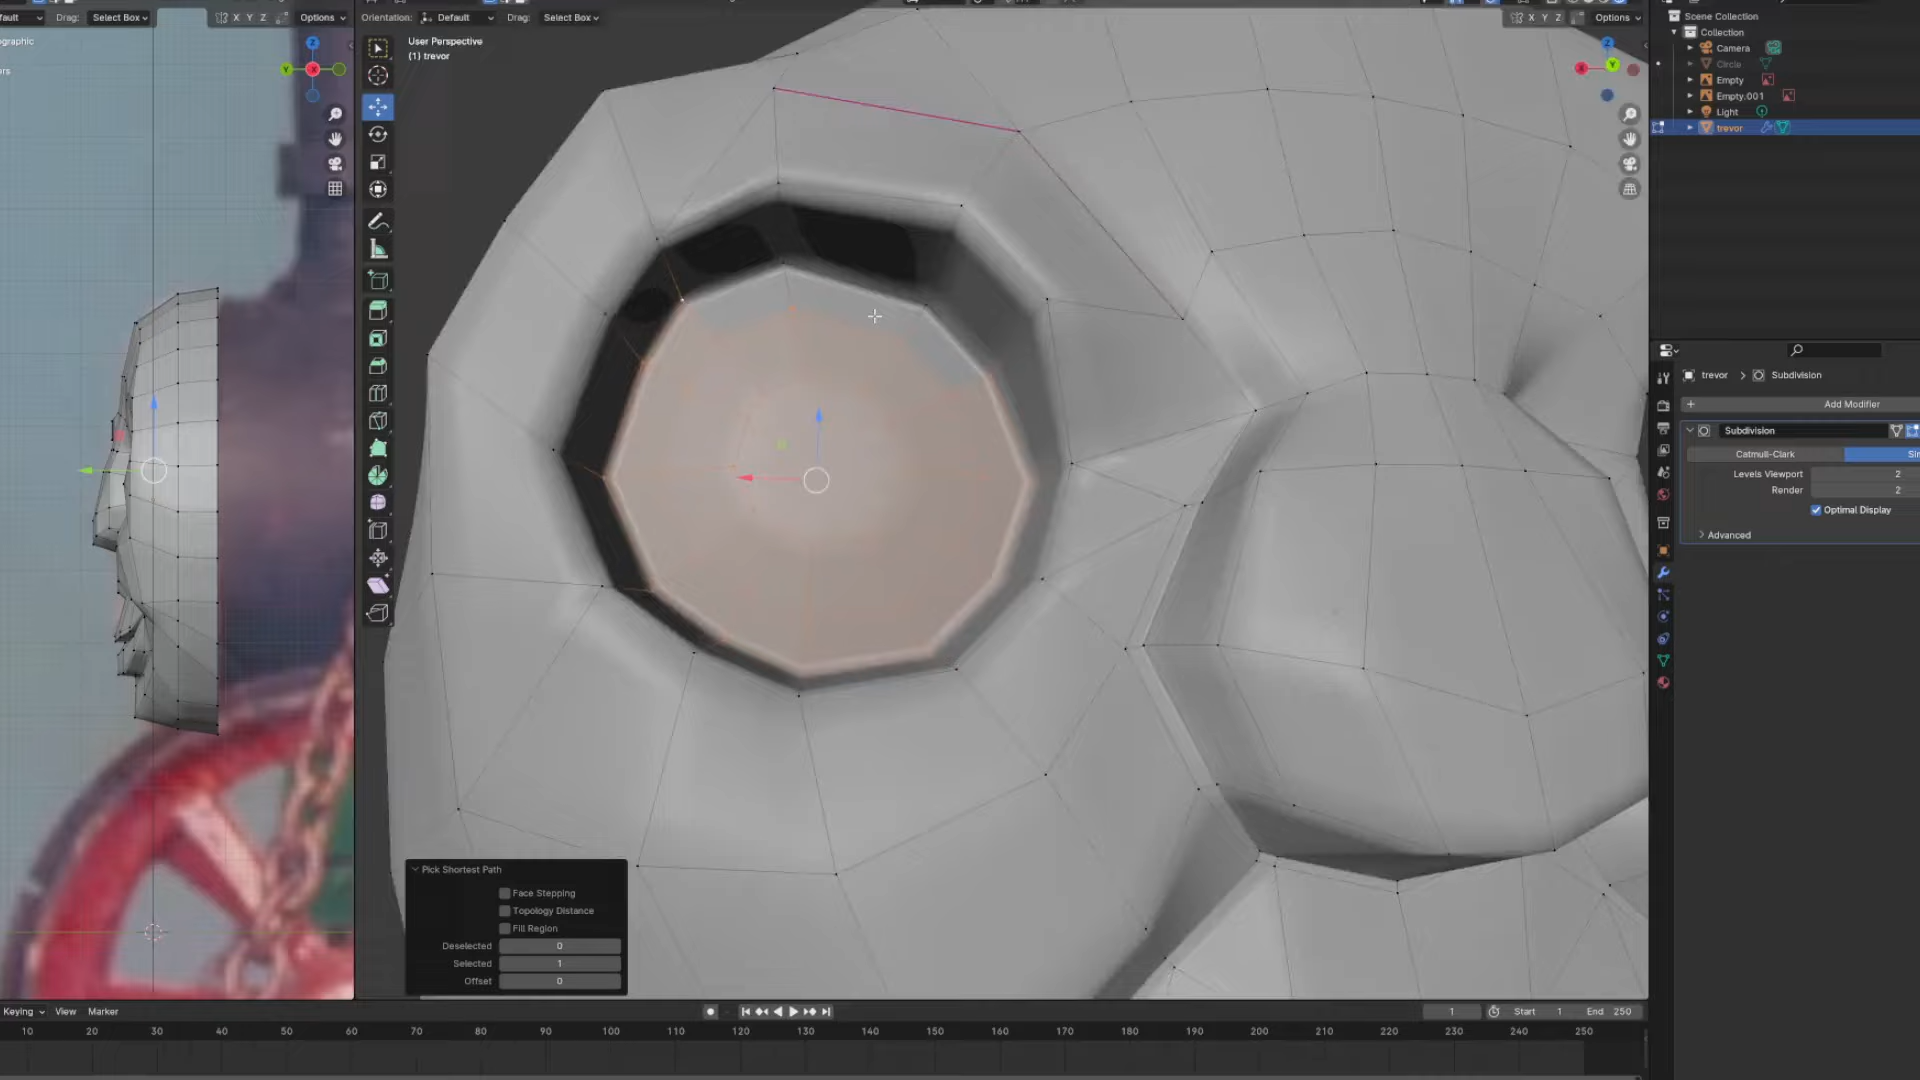 fault
Drag:
Select Box
X Y Z
Options
Orientation:
Default
Drag:
Select Box
X Y Z
Options
ographic
ers
User Perspective
(1) trevor
Scene Collection
Collection
Camera
Circle
Empty
Empty.001
Light
trevor
trevor
Subdivision
Add Modifier
Subdivision
Catmull-Clark
Levels Viewport
2
Render
2
Optimal Display
Advanced
Pick Shortest Path
Face Stepping
Topology Distance
Fill Region
Deselected
0
Selected
1
Offset
0
Keying
View
Marker
1
Start
1
End
250
10 20 30 40 50 60 70 80 90 100 110 120 130 140 150 160 170 180 190 200 210 220 230 240 250